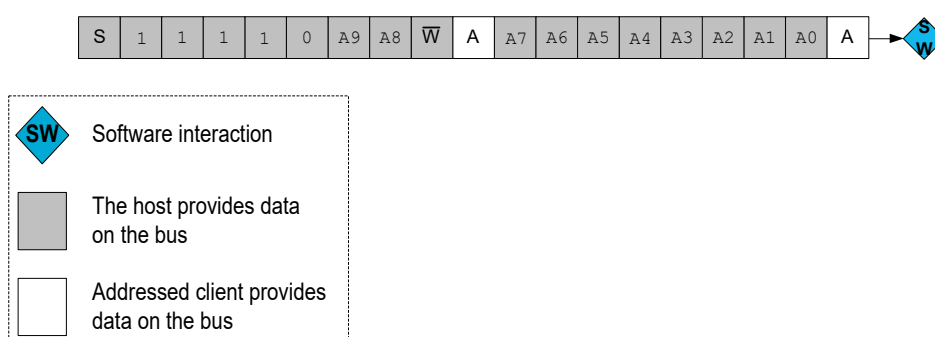 S 1 1 1 1 0 A9 A8 W̅ A A7 A6 A5 A4 A3 A2 A1 A0 A S
W
SW Software interaction
The host provides data
on the bus
Addressed client provides
data on the bus